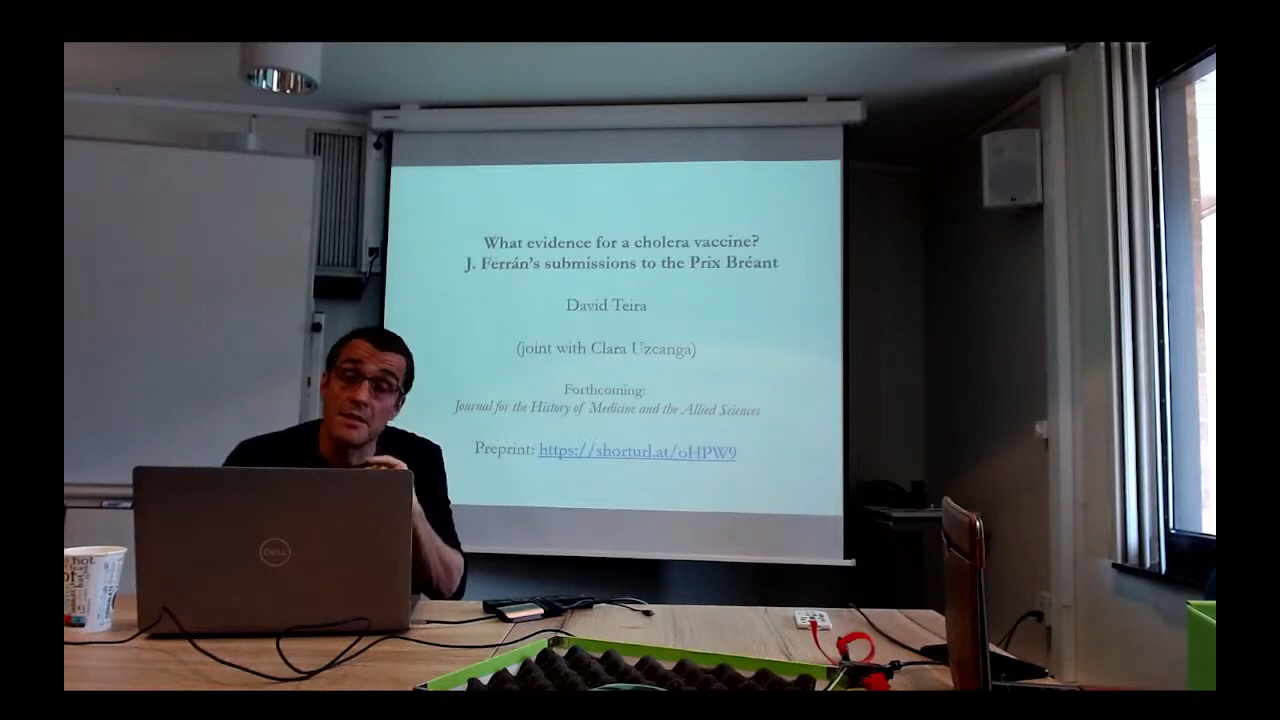 What evidence for a cholera vaccine?
J. Ferrán's submissions to the Prix Bréant
David Teira
(joint with Clara Uzcanga)
Forthcoming:
Journal for the History of Medicine and the Allied Sciences
Preprint: https://shorturl.at/oHPW9
DELL
hot